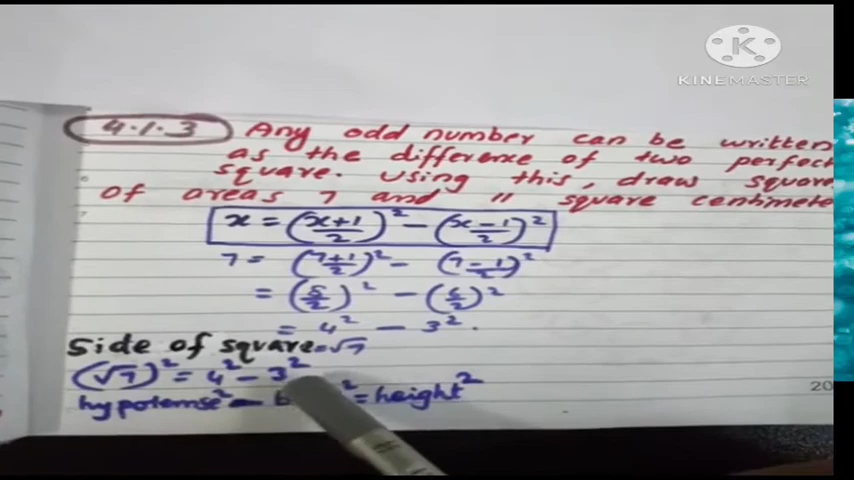 KINEMASTER
4.1.3 Any odd number can be written
as the difference of two perfect
square. Using this, draw square
of areas 7 and 11 square centimete
x = (x+1/2)² - (x-1/2)²
7 = (7+1/2)² - (7-1/2)²
= (8/2)² - (6/2)²
= 4² - 3².
Side of square = √7
(√7)² = 4² - 3²
hypotenuse² - ² = height²
20